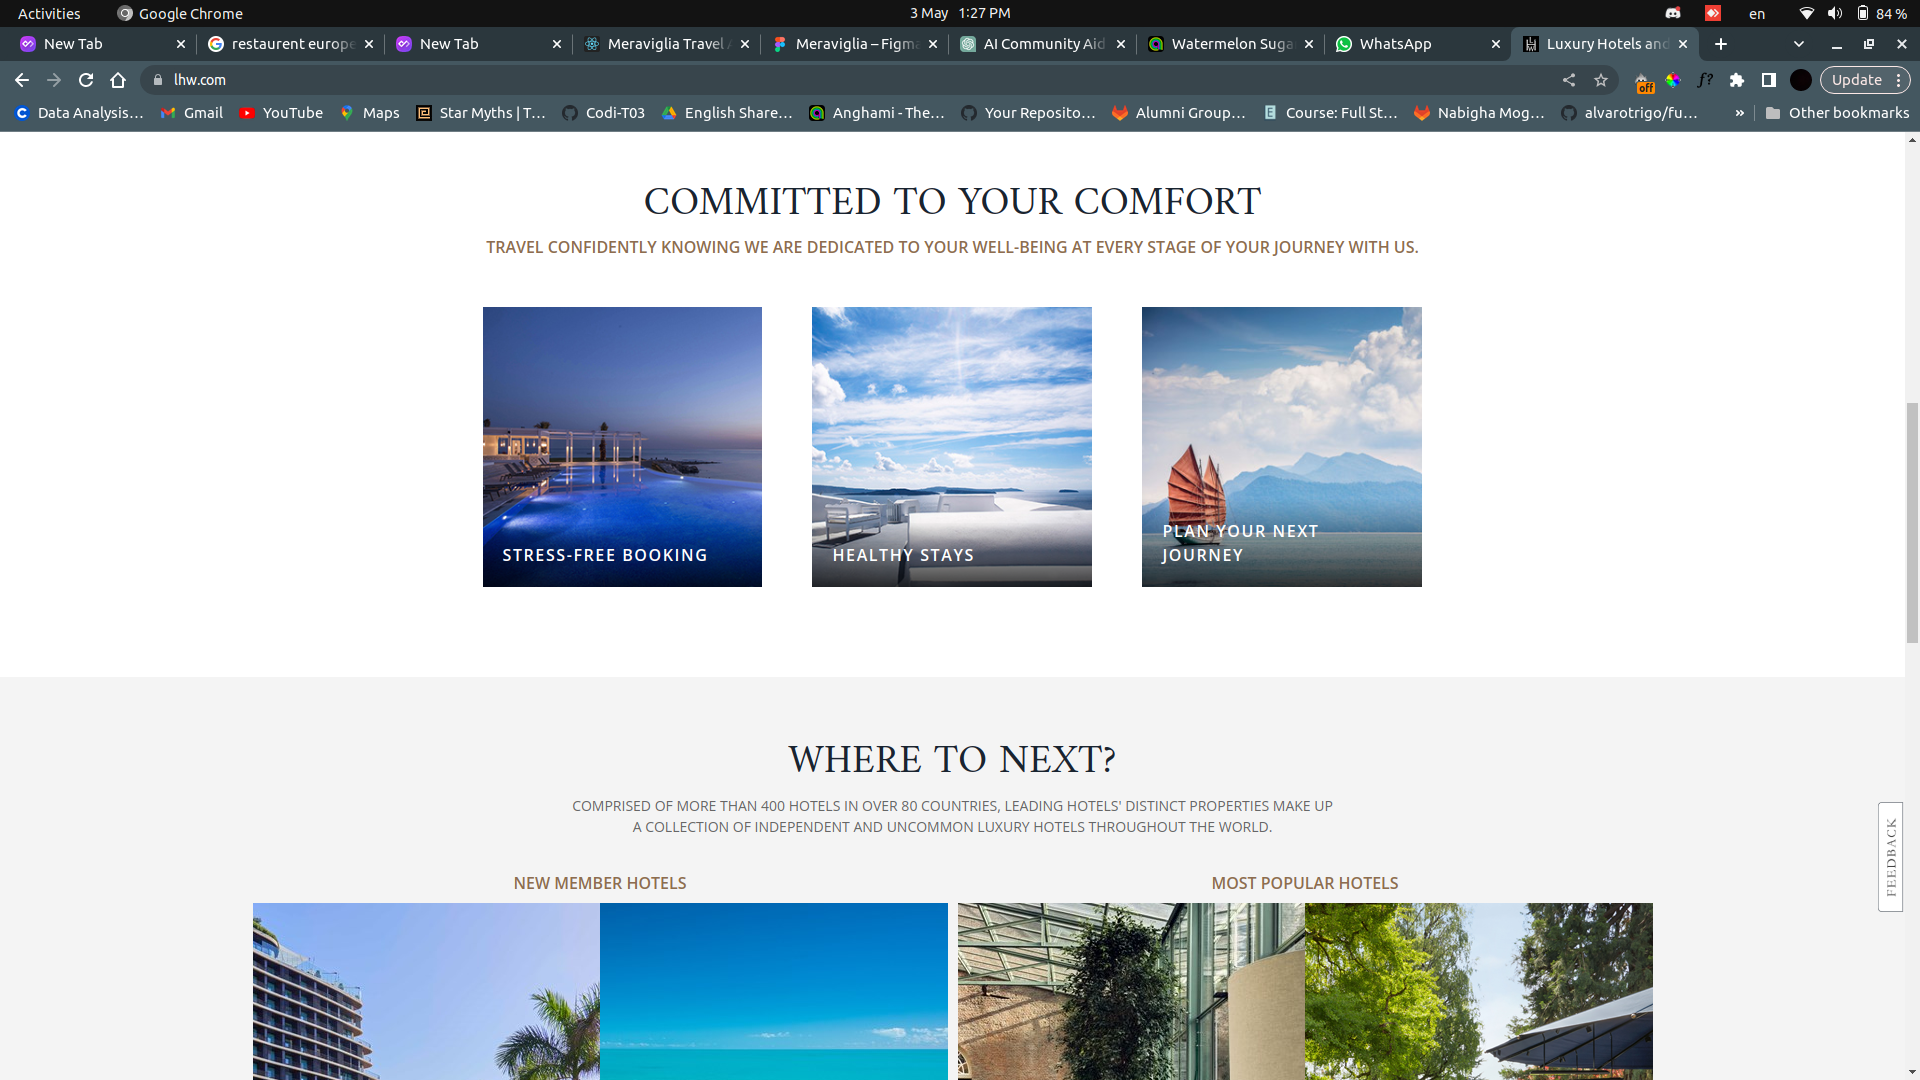 Activities
Google Chrome
3 May 1:27 PM
en
84 %
New Tab
restaurent europe
New Tab
Meraviglia Travel
Meraviglia – Figma
AI Community Aid
Watermelon Suga
WhatsApp
Luxury Hotels and
lhw.com
off
f?
Update
Data Analysis…
Gmail
YouTube
Maps
Star Myths | T…
Codi-T03
English Share…
Anghami - The…
Your Reposito…
Alumni Group…
Course: Full St…
Nabigha Mog…
alvarotrigo/fu…
»
Other bookmarks
COMMITTED TO YOUR COMFORT
TRAVEL CONFIDENTLY KNOWING WE ARE DEDICATED TO YOUR WELL-BEING AT EVERY STAGE OF YOUR JOURNEY WITH US.
STRESS-FREE BOOKING
HEALTHY STAYS
PLAN YOUR NEXT
JOURNEY
WHERE TO NEXT?
COMPRISED OF MORE THAN 400 HOTELS IN OVER 80 COUNTRIES, LEADING HOTELS' DISTINCT PROPERTIES MAKE UP
A COLLECTION OF INDEPENDENT AND UNCOMMON LUXURY HOTELS THROUGHOUT THE WORLD.
FEEDBACK
NEW MEMBER HOTELS
MOST POPULAR HOTELS